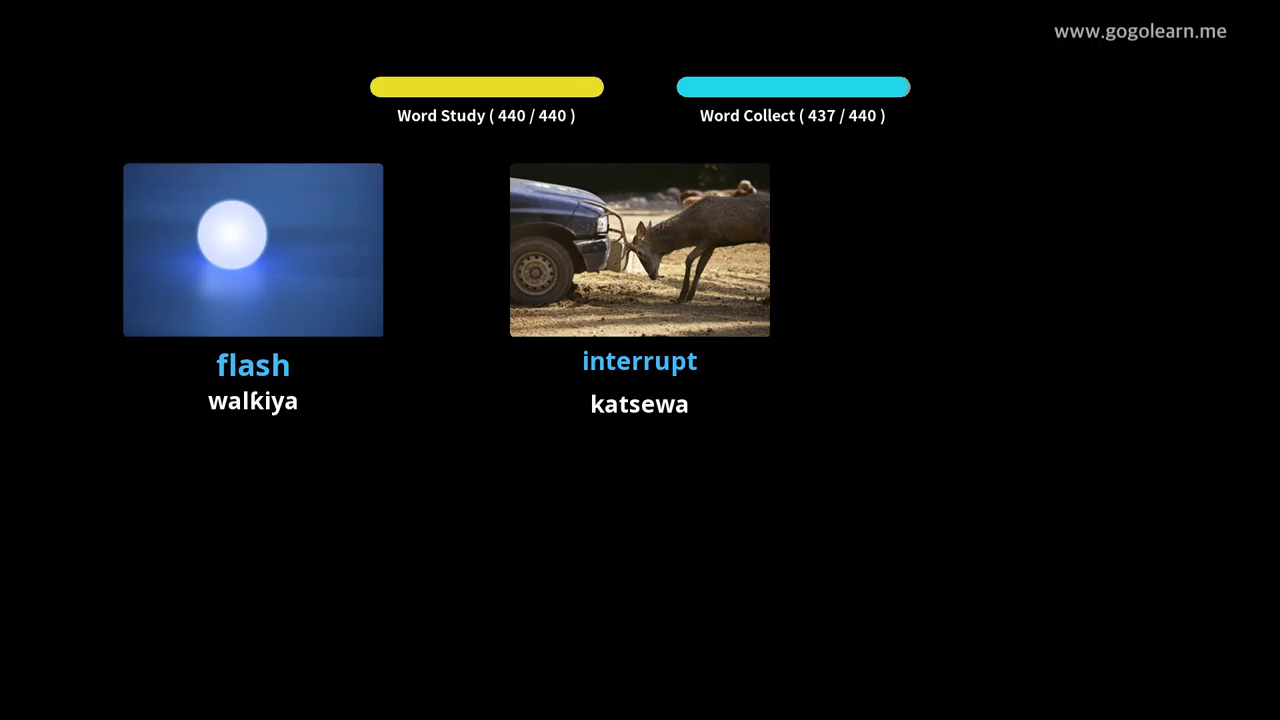 www.gogolearn.me
Word Study ( 440 / 440 )
Word Collect ( 437 / 440 )
flash
walƙiya
interrupt
katsewa